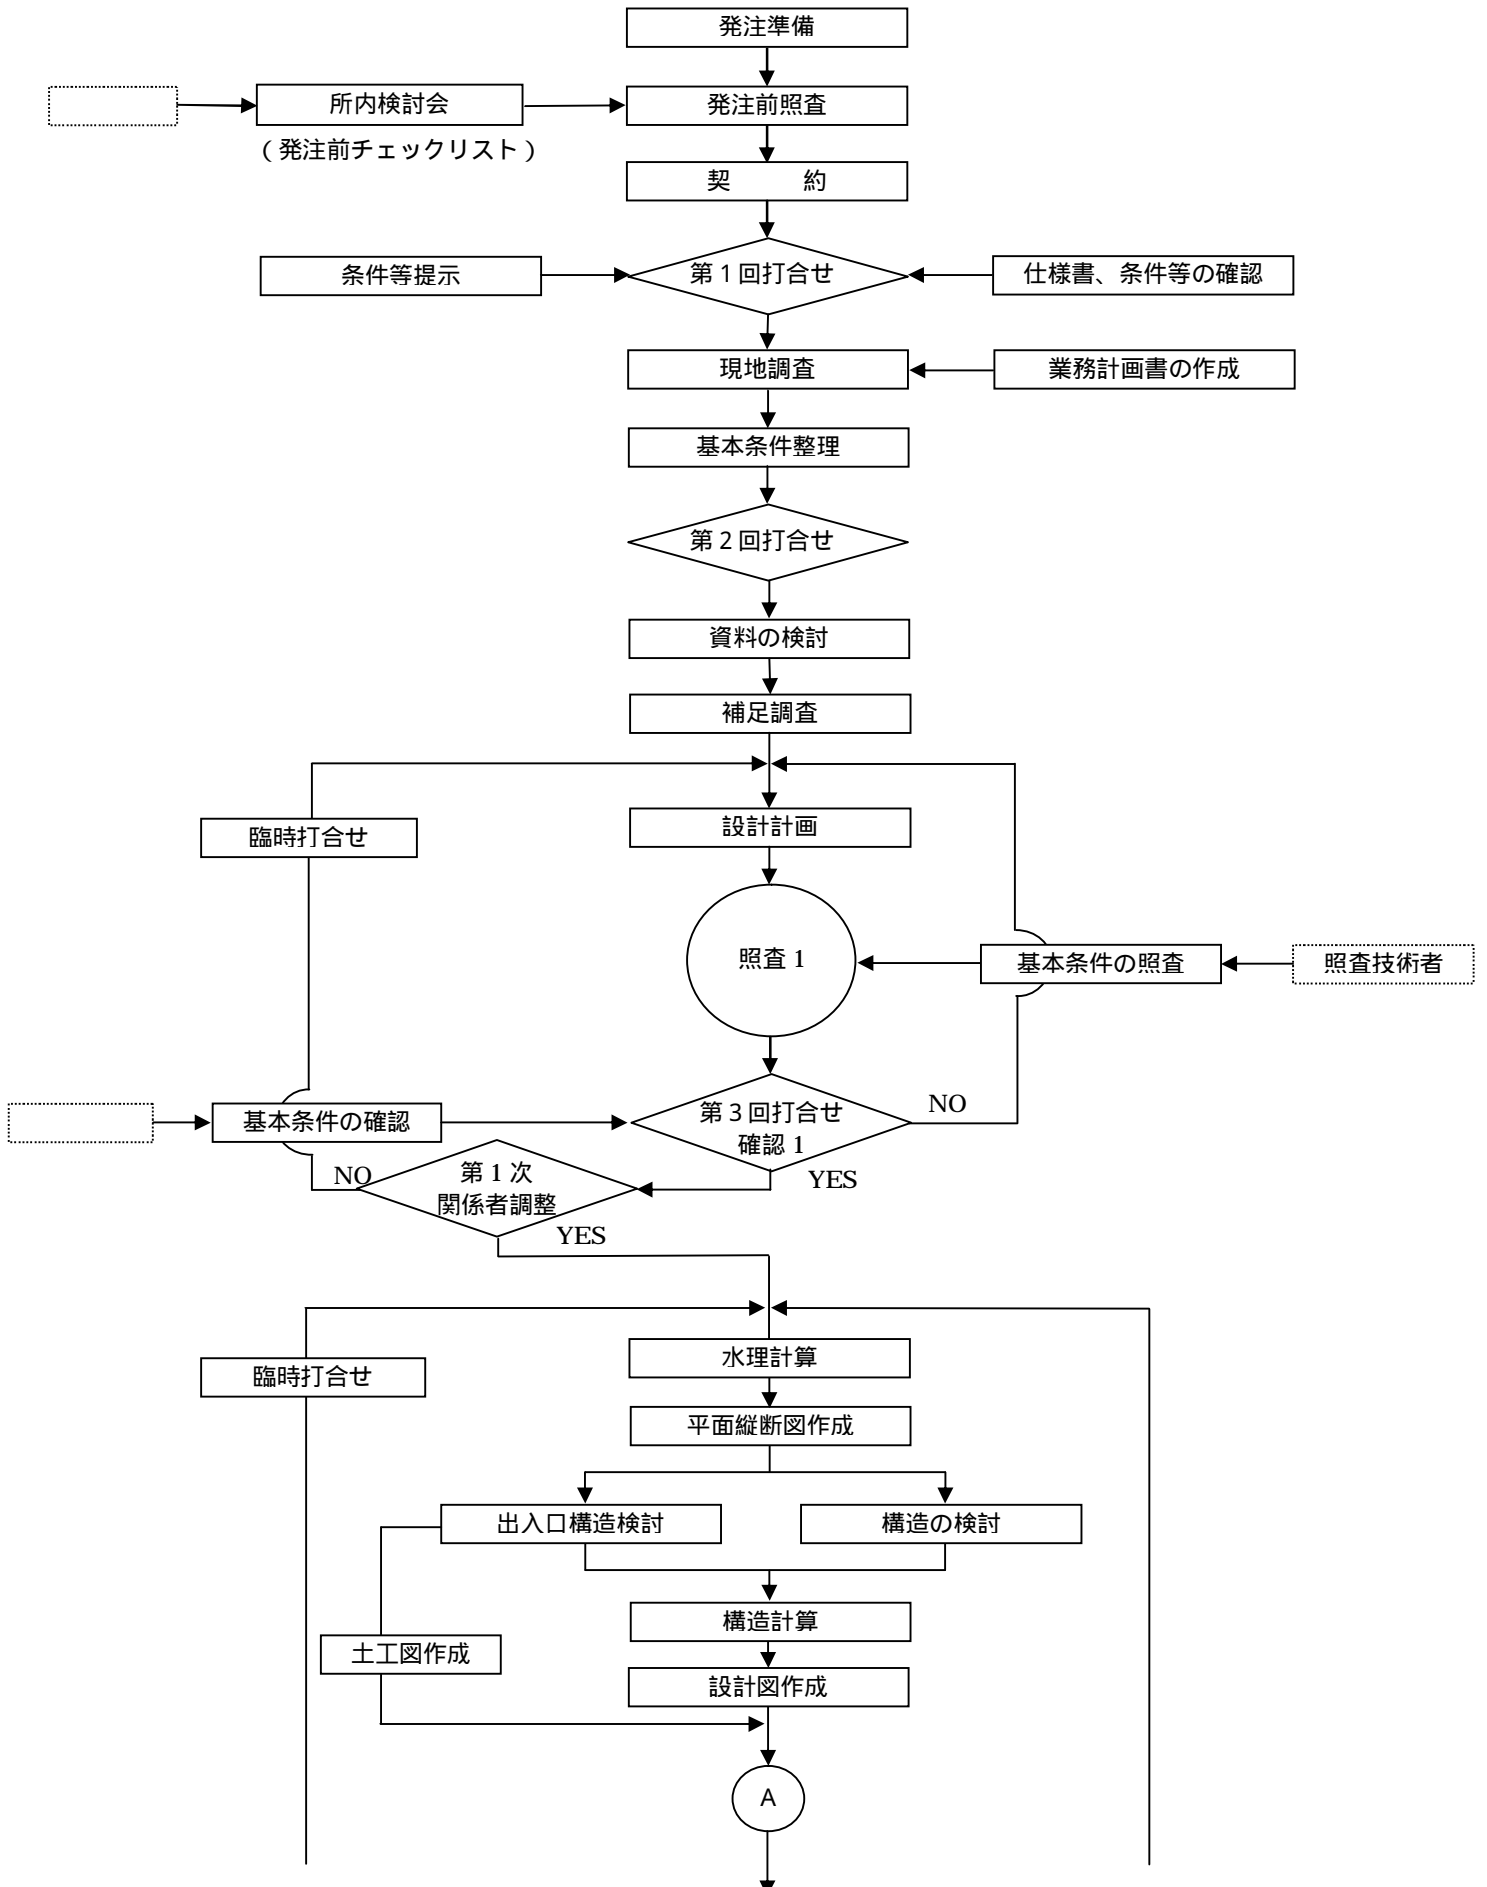 発注準備
所内検討会
発注前照査
（発注前チェックリスト）
契　　　約
条件等提示
第１回打合せ
仕様書、条件等の確認
現地調査
業務計画書の作成
基本条件整理
第２回打合せ
資料の検討
補足調査
設計計画
臨時打合せ
照査 1
基本条件の照査
照査技術者
基本条件の確認
第３回打合せ
確認 1
NO
NO
第 1 次
関係者調整
YES
YES
水理計算
臨時打合せ
平面縦断図作成
出入口構造検討
構造の検討
構造計算
土工図作成
設計図作成
A